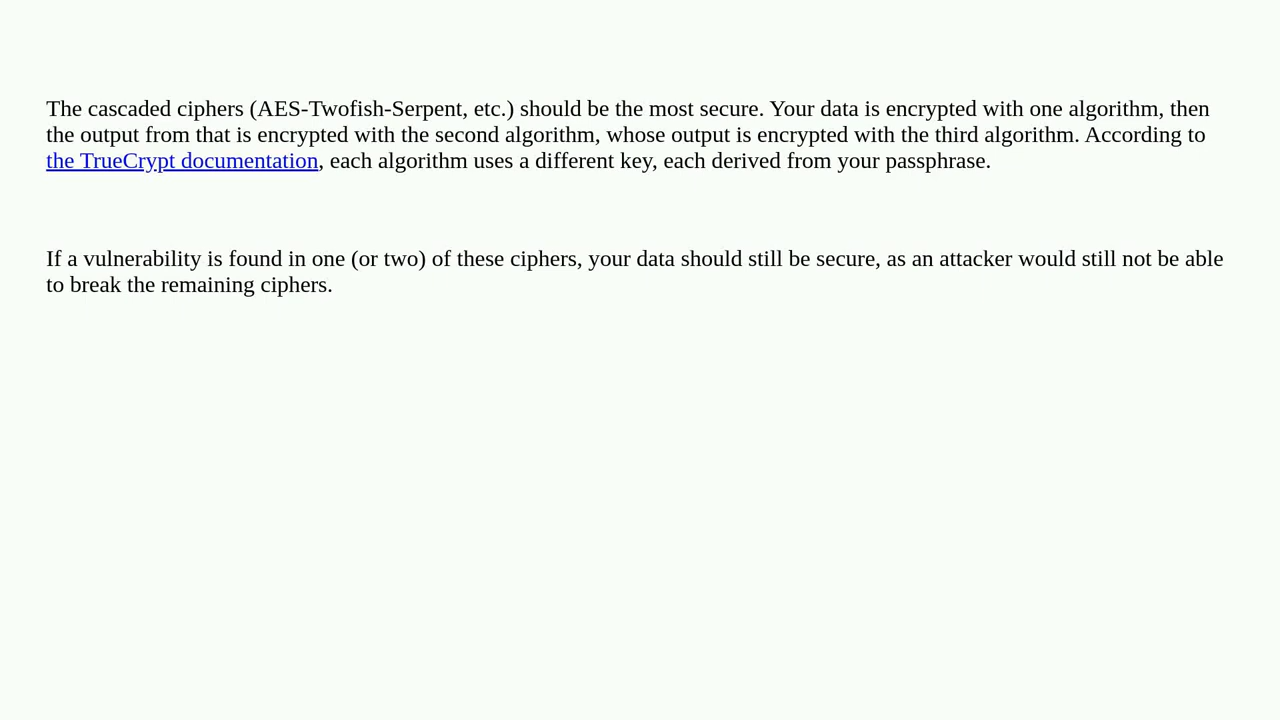 The cascaded ciphers (AES-Twofish-Serpent, etc.) should be the most secure. Your data is encrypted with one algorithm, then
the output from that is encrypted with the second algorithm, whose output is encrypted with the third algorithm. According to
the TrueCrypt documentation, each algorithm uses a different key, each derived from your passphrase.
If a vulnerability is found in one (or two) of these ciphers, your data should still be secure, as an attacker would still not be able
to break the remaining ciphers.